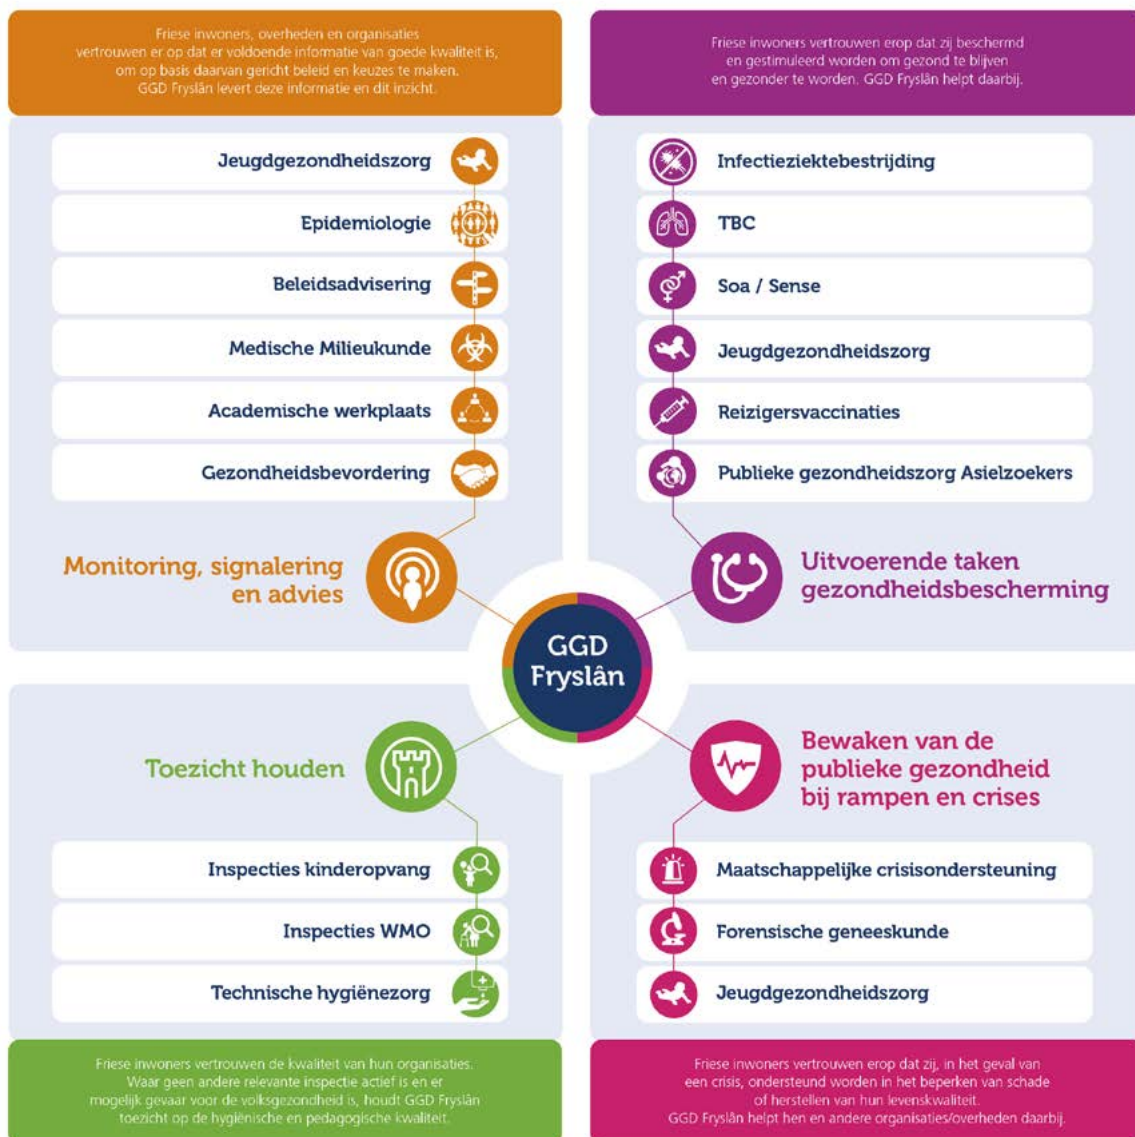 Friese inwoners, overheden en organisaties
vertrouwen er op dat er voldoende informatie van goede kwaliteit is,
om op basis daarvan gericht beleid en keuzes te maken.
GGD Fryslân levert deze informatie en dit inzicht.
Jeugdgezondheidszorg
Epidemiologie
Beleidsadvisering
Medische Milieukunde
Academische werkplaats
Gezondheidsbevordering
Monitoring, signalering
en advies
Friese inwoners vertrouwen erop dat zij beschermd
en gestimuleerd worden om gezond te blijven
en gezonder te worden. GGD Fryslân helpt daarbij.
Infectieziektebestrijding
TBC
Soa / Sense
Jeugdgezondheidszorg
Reizigersvaccinaties
Publieke gezondheidszorg Asielzoekers
Uitvoerende taken
gezondheidsbescherming
GGD
Fryslân
Toezicht houden
Inspecties kinderopvang
Inspecties WMO
Technische hygiënezorg
Friese inwoners vertrouwen de kwaliteit van hun organisaties.
Waar geen andere relevante inspectie actief is en er
mogelijk gevaar voor de volksgezondheid is, houdt GGD Fryslân
toezicht op de hygiënische en pedagogische kwaliteit.
Bewaken van de
publieke gezondheid
bij rampen en crises
Maatschappelijke crisisondersteuning
Forensische geneeskunde
Jeugdgezondheidszorg
Friese inwoners vertrouwen erop dat zij, in het geval van
een crisis, ondersteund worden in het beperken van schade
of herstellen van hun levenskwaliteit.
GGD Fryslân helpt hen en andere organisaties/overheden daarbij.